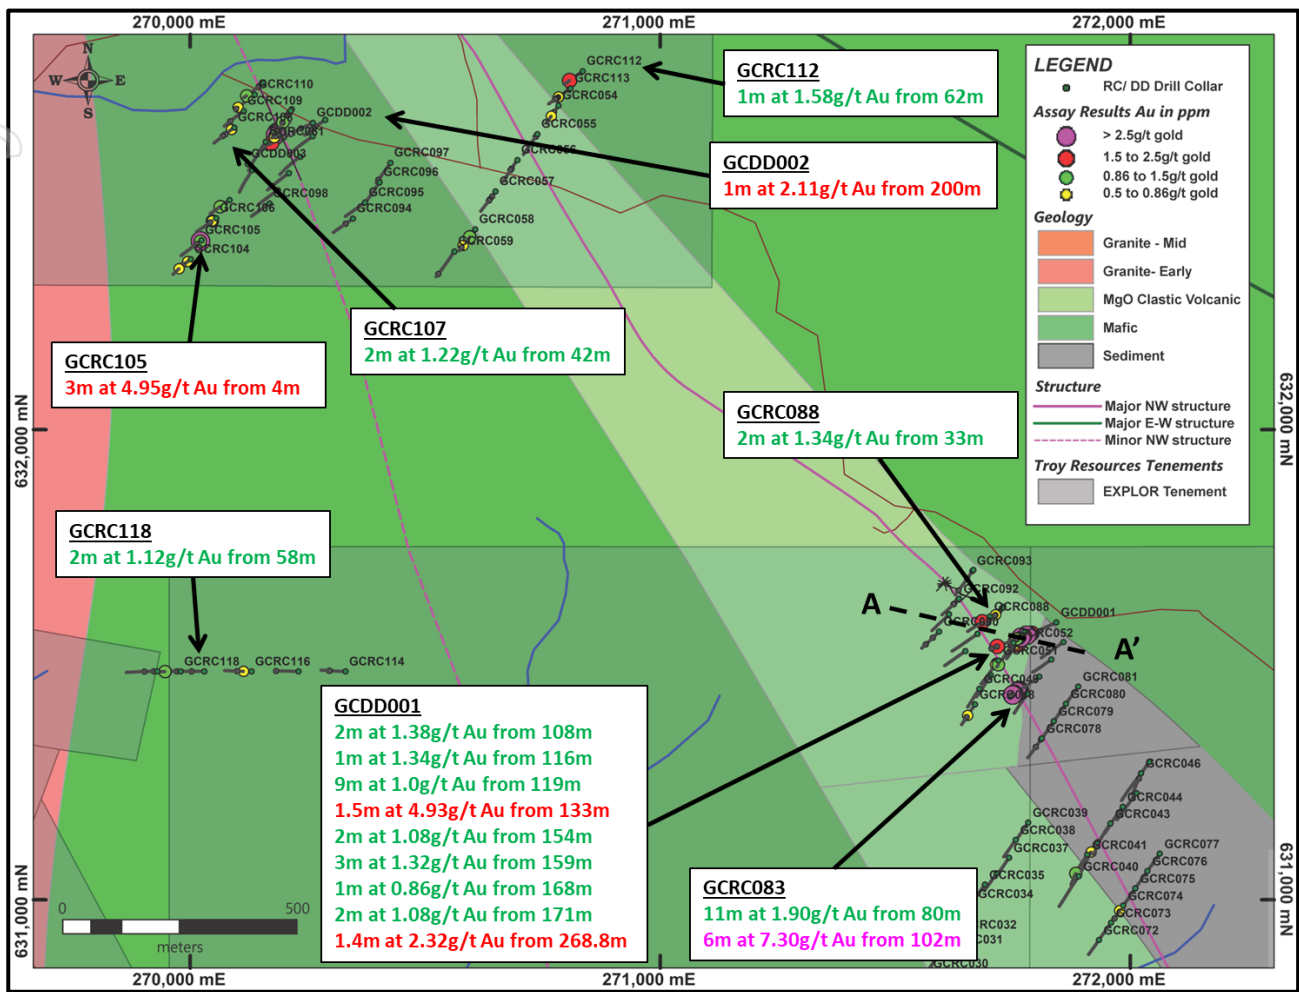 270,000 mE
271,000 mE
272,000 mE
N
W
E
S
GCRC110
GCRC109
GCDD002
GCDD003
GCRC098
GCRC106
GCRC105
GCRC104
GCRC097
GCRC096
GCRC095
GCRC094
GCRC112
GCRC113
GCRC054
GCRC055
GCRC056
GCRC057
GCRC058
GCRC059
GCRC112
1m at 1.58g/t Au from 62m
GCDD002
1m at 2.11g/t Au from 200m
LEGEND
RC/ DD Drill Collar
Assay Results Au in ppm
> 2.5g/t gold
1.5 to 2.5g/t gold
0.86 to 1.5g/t gold
0.5 to 0.86g/t gold
Geology
Granite - Mid
Granite- Early
MgO Clastic Volcanic
Mafic
Sediment
Structure
Major NW structure
Major E-W structure
Minor NW structure
Troy Resources Tenements
EXPLOR Tenement
GCRC107
2m at 1.22g/t Au from 42m
GCRC105
3m at 4.95g/t Au from 4m
632,000 mN
632,000 mN
GCRC088
2m at 1.34g/t Au from 33m
GCRC118
2m at 1.12g/t Au from 58m
GCRC093
GCRC092
GCRC088
GCDD001
GCRC052
GCRC051
GCRC049
A
A'
GCRC118
GCRC116
GCRC114
GCRC081
GCRC080
GCRC079
GCRC078
GCDD001
2m at 1.38g/t Au from 108m
1m at 1.34g/t Au from 116m
9m at 1.0g/t Au from 119m
1.5m at 4.93g/t Au from 133m
2m at 1.08g/t Au from 154m
3m at 1.32g/t Au from 159m
1m at 0.86g/t Au from 168m
2m at 1.08g/t Au from 171m
1.4m at 2.32g/t Au from 268.8m
GCRC046
GCRC044
GCRC043
GCRC041
GCRC040
GCRC039
GCRC038
GCRC037
GCRC035
GCRC034
GCRC077
GCRC076
GCRC075
GCRC074
GCRC073
GCRC072
GCRC083
11m at 1.90g/t Au from 80m
6m at 7.30g/t Au from 102m
631,000 mN
631,000 mN
0
500
meters
270,000 mE
271,000 mE
272,000 mE